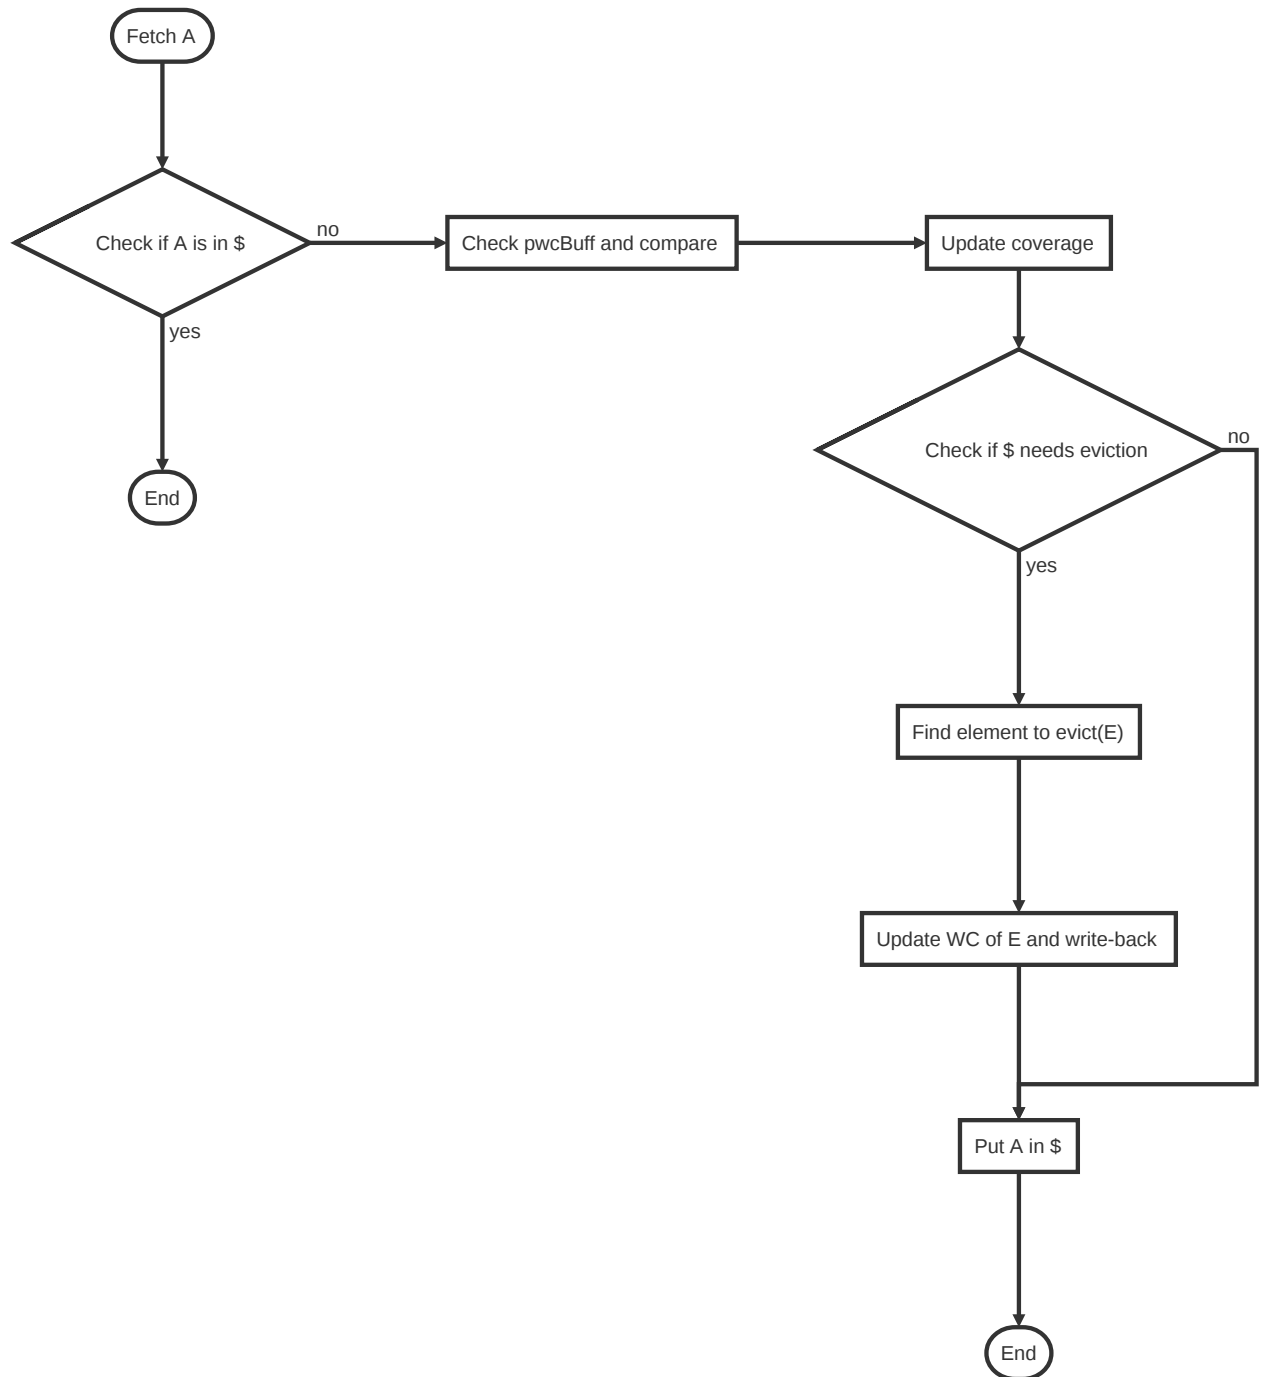 Fetch A
Check if A is in $
no
Check pwcBuff and compare
Update coverage
yes
End
Check if $ needs eviction
no
yes
Find element to evict(E)
Update WC of E and write-back
Put A in $
End